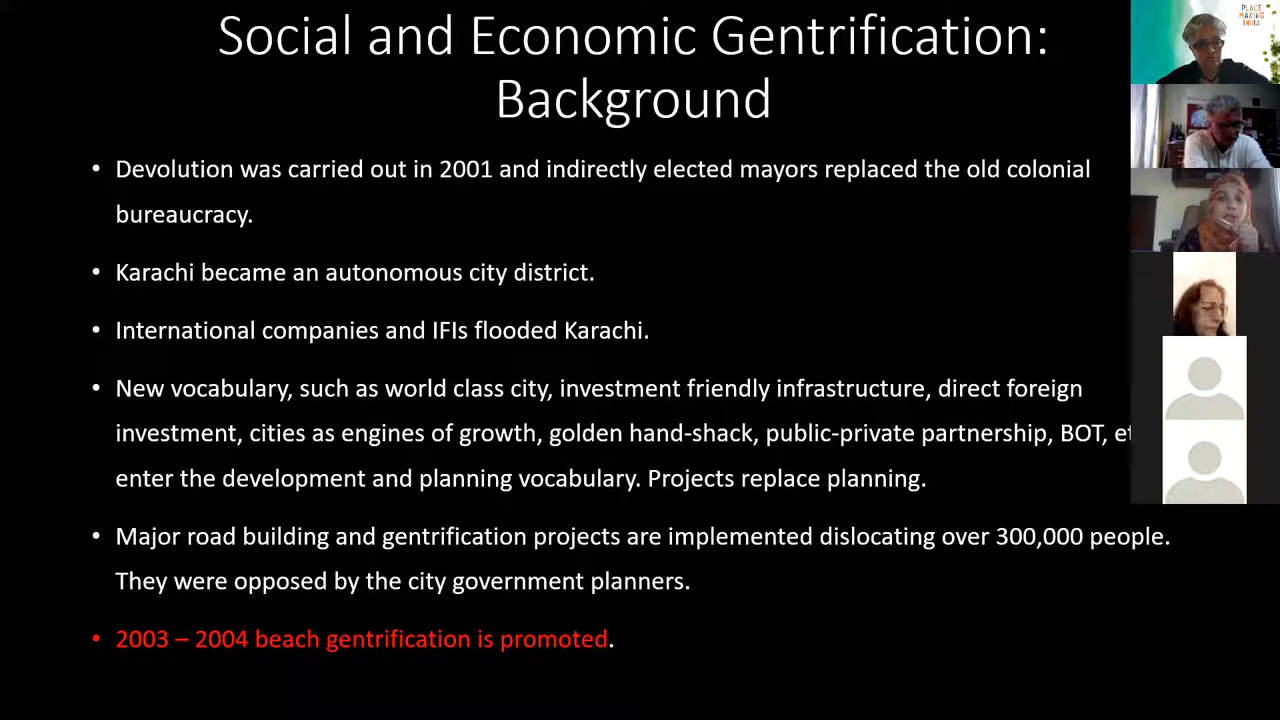 Social and Economic Gentrification:
Background
• Devolution was carried out in 2001 and indirectly elected mayors replaced the old colonial
bureaucracy.
• Karachi became an autonomous city district.
• International companies and IFIs flooded Karachi.
• New vocabulary, such as world class city, investment friendly infrastructure, direct foreign
investment, cities as engines of growth, golden hand-shack, public-private partnership, BOT,
enter the development and planning vocabulary. Projects replace planning.
• Major road building and gentrification projects are implemented dislocating over 300,000 people.
They were opposed by the city government planners.
• 2003 – 2004 beach gentrification is promoted.
PLACE
MAKING
INDIA